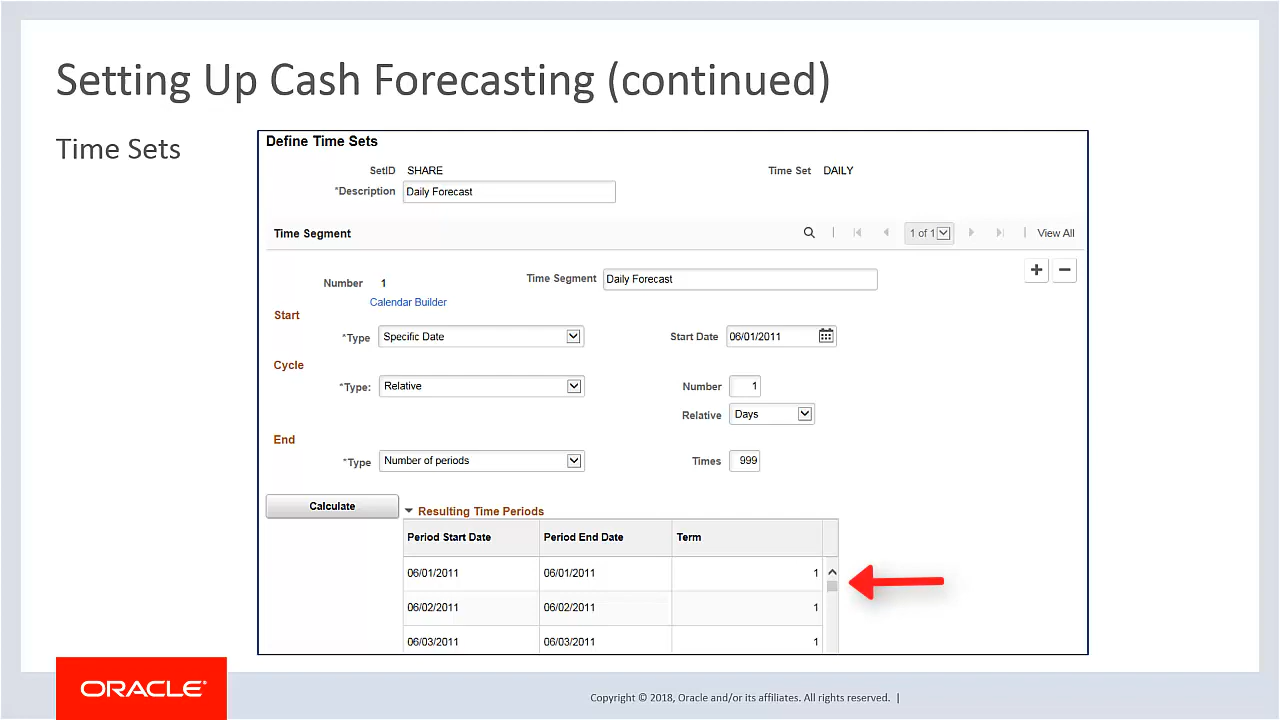 Setting Up Cash Forecasting (continued)
Time Sets
Define Time Sets
SetID SHARE Time Set DAILY
*Description Daily Forecast
Time Segment 1 of 1 View All
Number 1 Time Segment Daily Forecast + −
Calendar Builder
Start
*Type Specific Date Start Date 06/01/2011
Cycle
*Type: Relative Number 1
Relative Days
End
*Type Number of periods Times 999
Calculate Resulting Time Periods
Period Start Date Period End Date Term
06/01/2011 06/01/2011 1
06/02/2011 06/02/2011 1
06/03/2011 06/03/2011 1
ORACLE®
Copyright © 2018, Oracle and/or its affiliates. All rights reserved. |